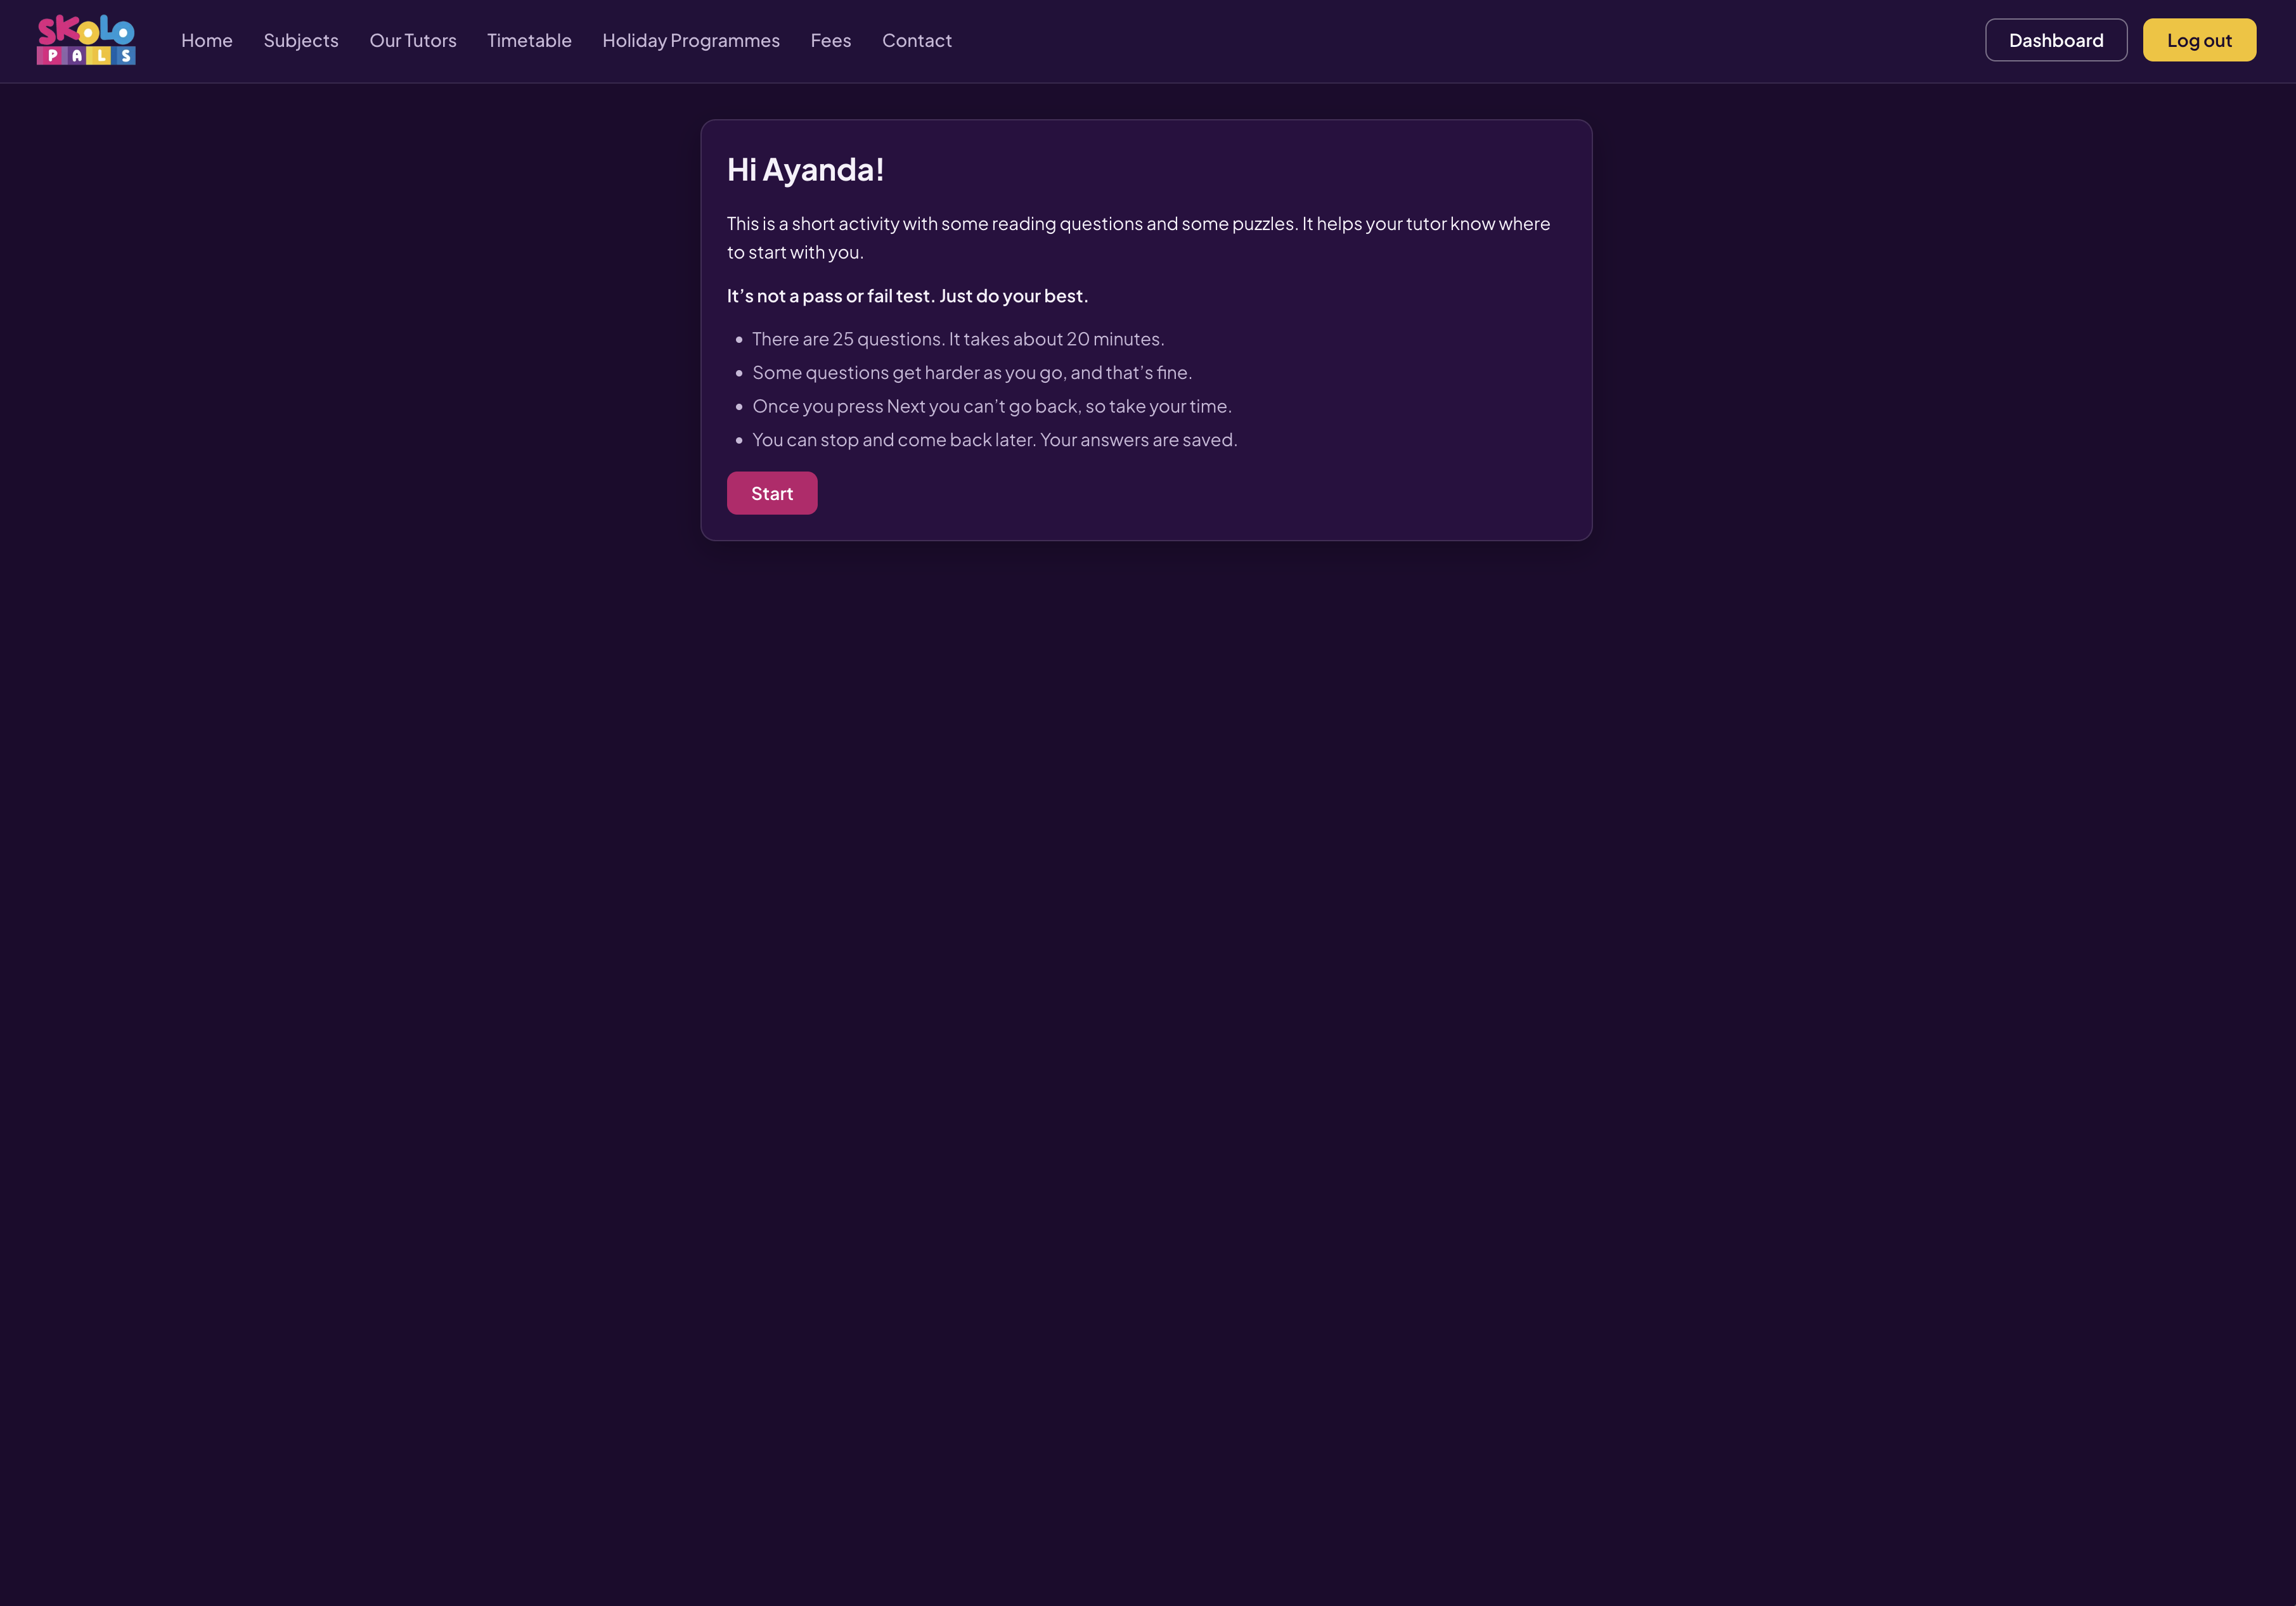 SKOLO
PALS
Home
Subjects
Our Tutors
Timetable
Holiday Programmes
Fees
Contact
Dashboard
Log out
Hi Ayanda!
This is a short activity with some reading questions and some puzzles. It helps your tutor know where
to start with you.
It’s not a pass or fail test. Just do your best.
There are 25 questions. It takes about 20 minutes.
Some questions get harder as you go, and that’s fine.
Once you press Next you can’t go back, so take your time.
You can stop and come back later. Your answers are saved.
Start